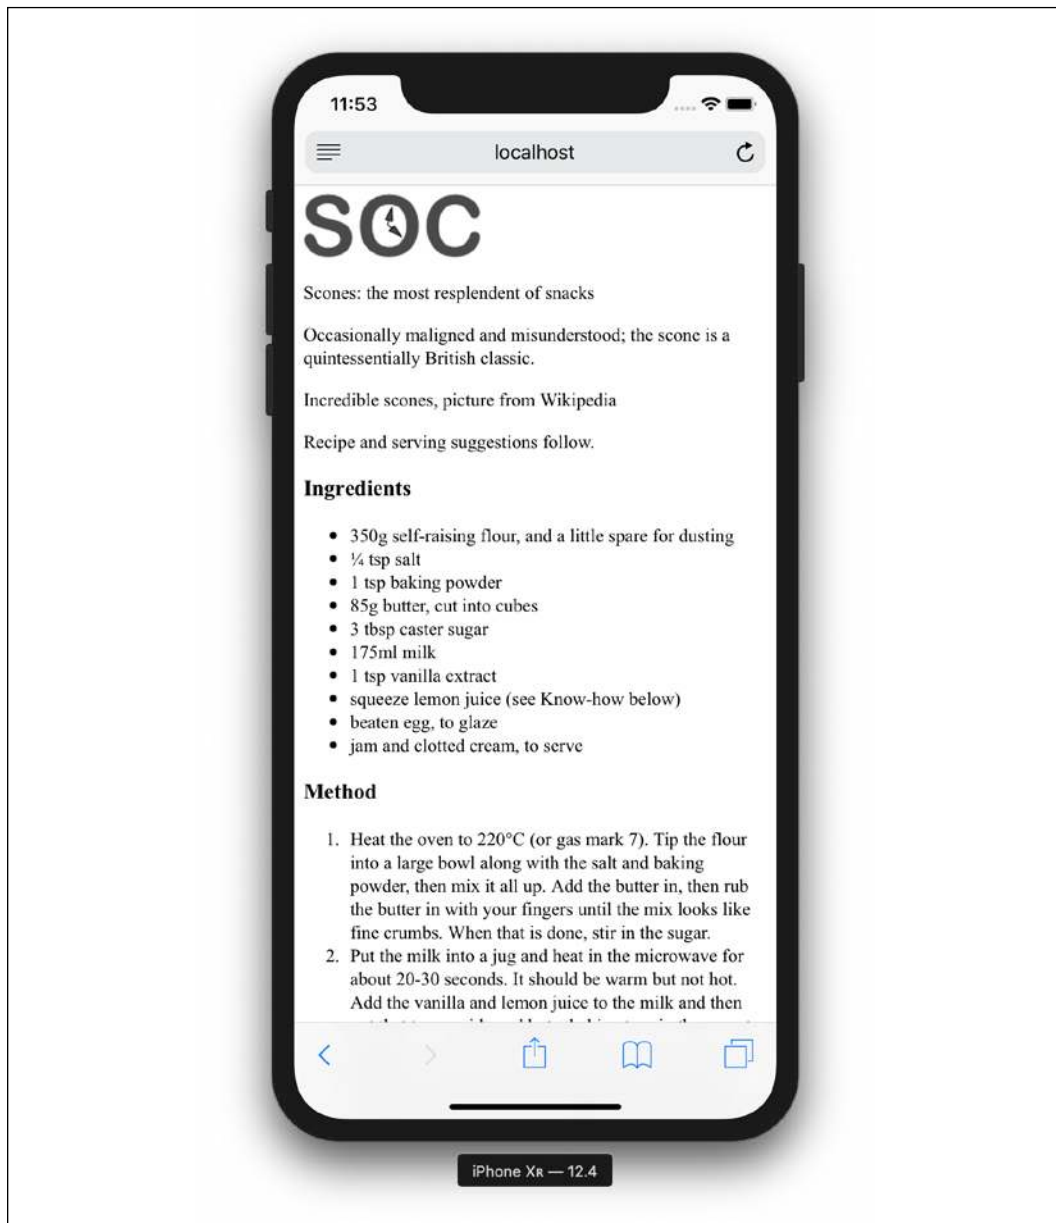 11:53
localhost
SOC
Scones: the most resplendent of snacks
Occasionally maligned and misunderstood; the scone is a
quintessentially British classic.
Incredible scones, picture from Wikipedia
Recipe and serving suggestions follow.
Ingredients
• 350g self-raising flour, and a little spare for dusting
• ¼ tsp salt
• 1 tsp baking powder
• 85g butter, cut into cubes
• 3 tbsp caster sugar
• 175ml milk
• 1 tsp vanilla extract
• squeeze lemon juice (see Know-how below)
• beaten egg, to glaze
• jam and clotted cream, to serve
Method
1. Heat the oven to 220°C (or gas mark 7). Tip the flour
into a large bowl along with the salt and baking
powder, then mix it all up. Add the butter in, then rub
the butter in with your fingers until the mix looks like
fine crumbs. When that is done, stir in the sugar.
2. Put the milk into a jug and heat in the microwave for
about 20-30 seconds. It should be warm but not hot.
Add the vanilla and lemon juice to the milk and then
iPhone XR — 12.4